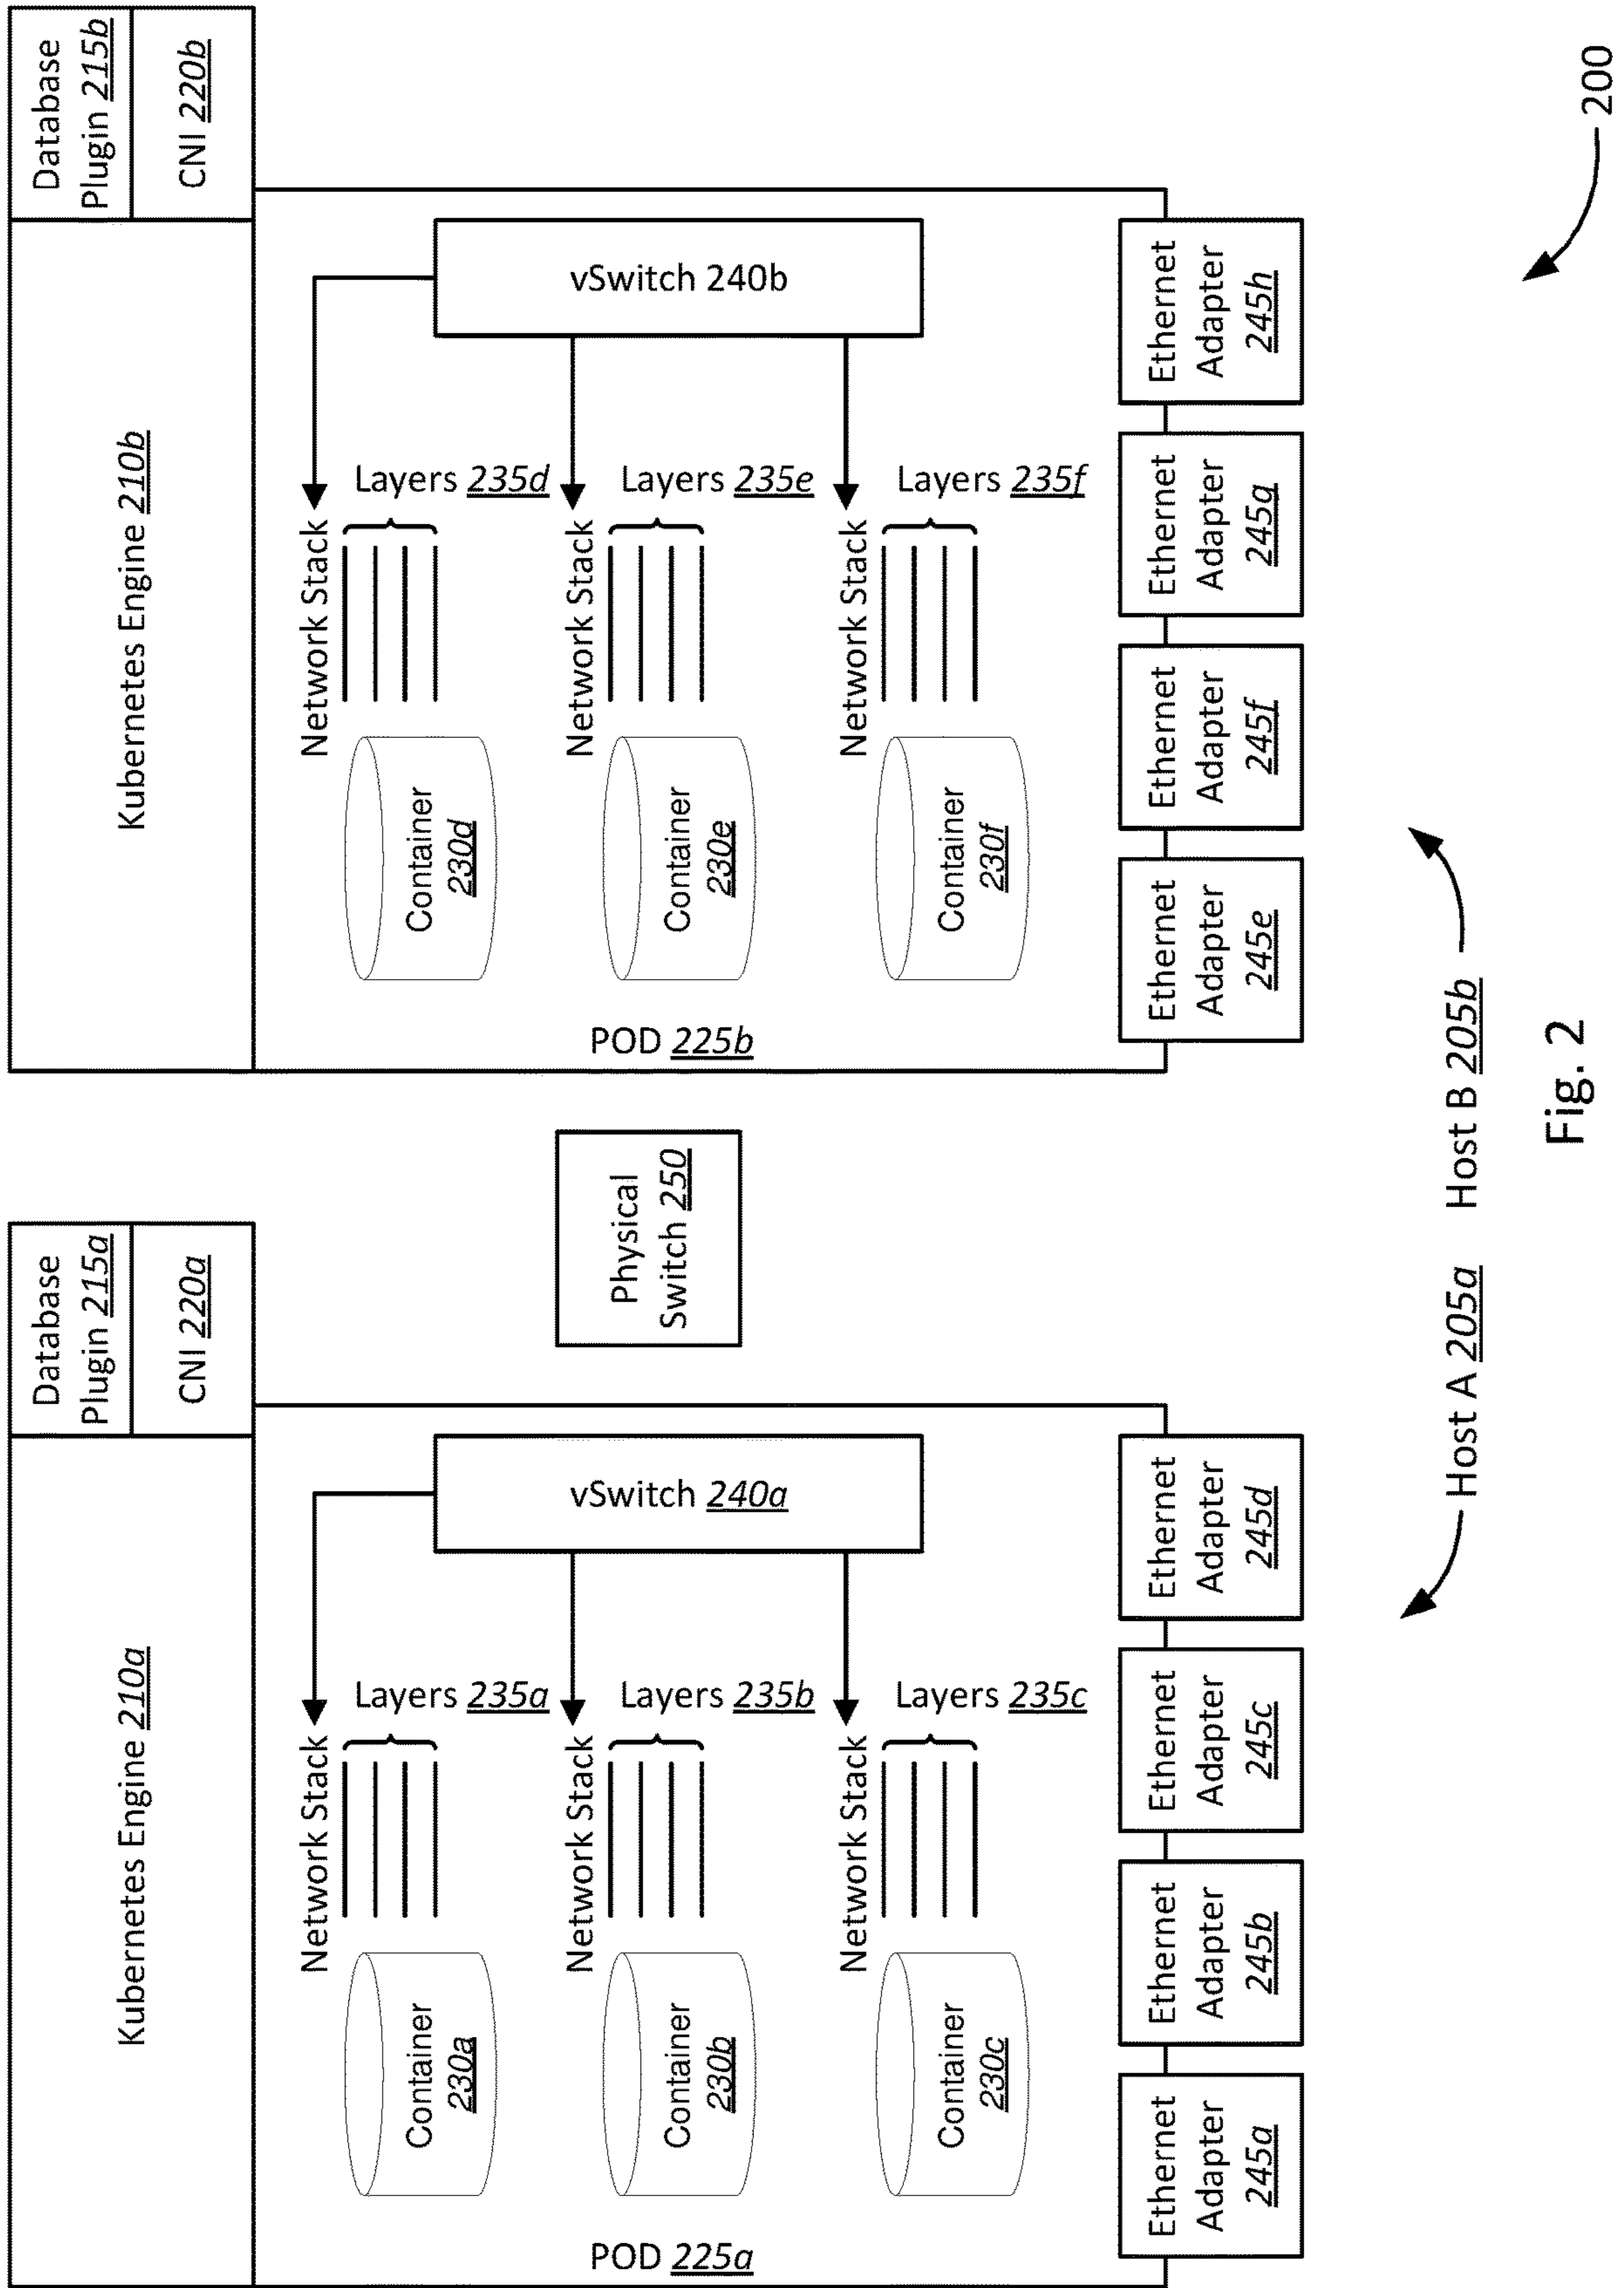 Kubernetes Engine 210a
Database
Plugin 215a
CNI 220a
POD 225a
Container
230a
Network Stack
Layers 235a
Container
230b
Network Stack
Layers 235b
Container
230c
Network Stack
Layers 235c
vSwitch 240a
Ethernet
Adapter
245a
Ethernet
Adapter
245b
Ethernet
Adapter
245c
Ethernet
Adapter
245d
Physical
Switch 250
Kubernetes Engine 210b
Database
Plugin 215b
CNI 220b
POD 225b
Container
230d
Network Stack
Layers 235d
Container
230e
Network Stack
Layers 235e
Container
230f
Network Stack
Layers 235f
vSwitch 240b
Ethernet
Adapter
245e
Ethernet
Adapter
245f
Ethernet
Adapter
245g
Ethernet
Adapter
245h
Host A 205a
Host B 205b
200
Fig. 2